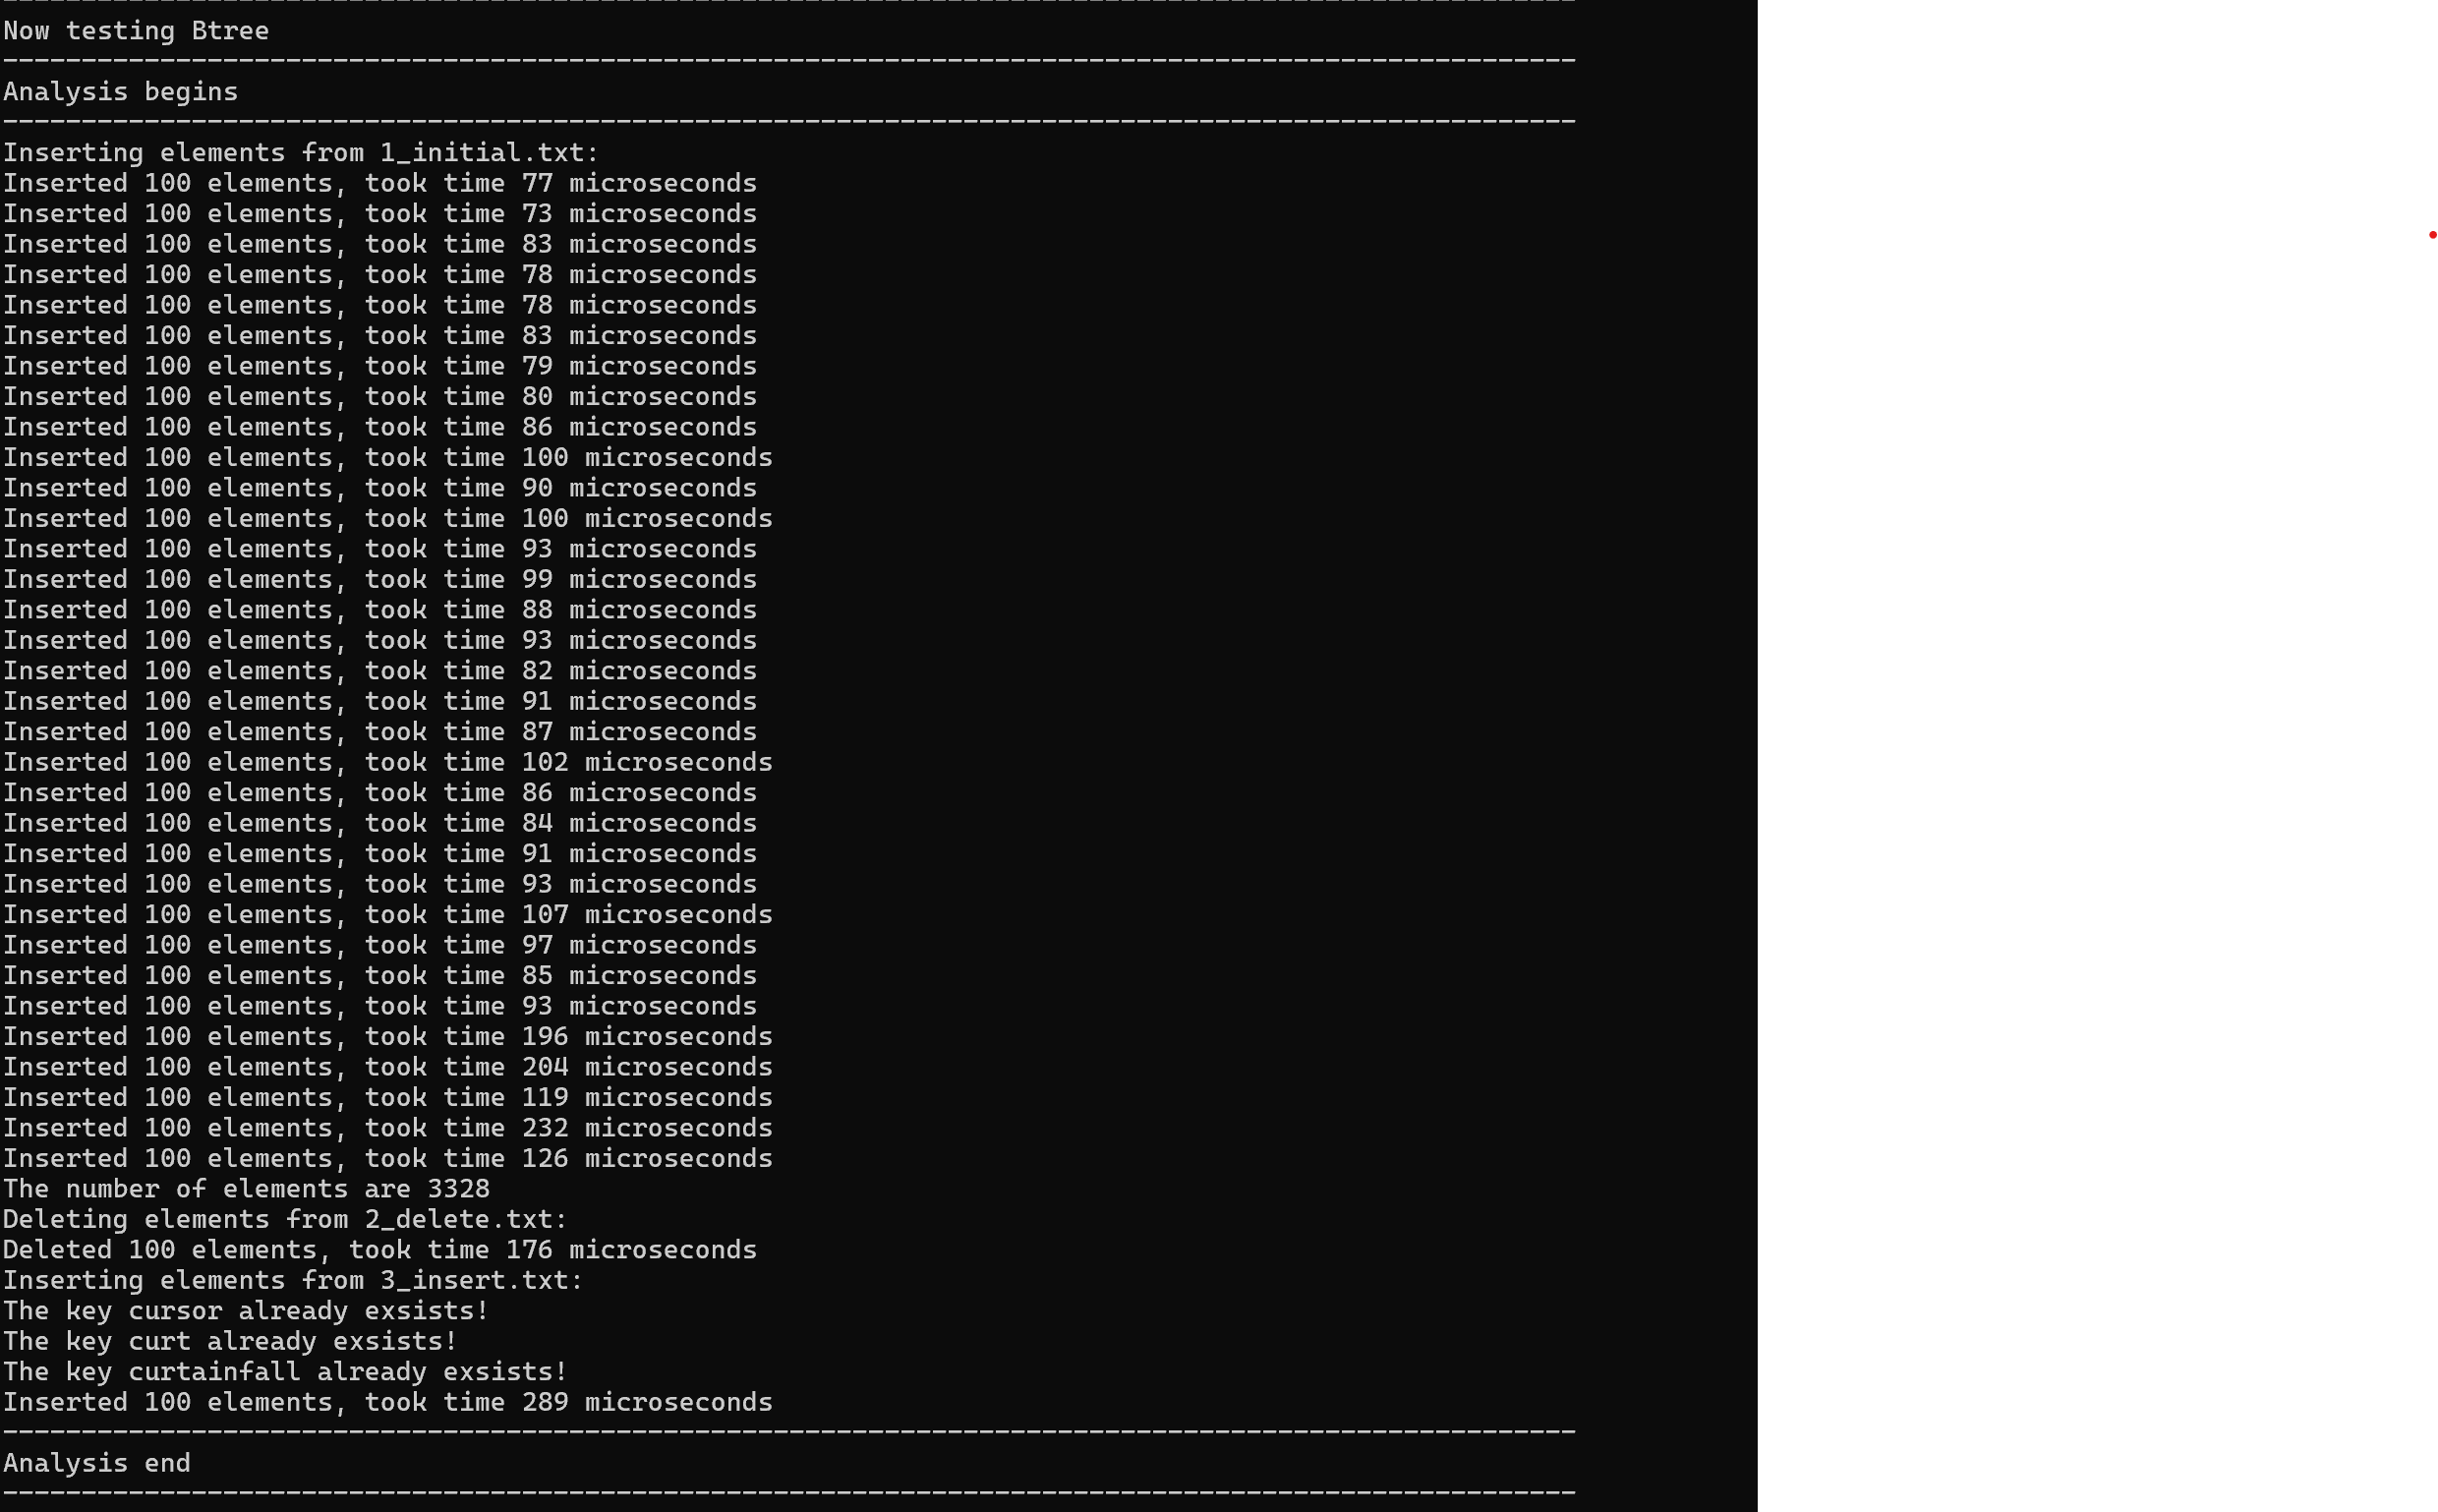 ----------------------------------------------------------------------------------------------------
Now testing Btree
----------------------------------------------------------------------------------------------------
Analysis begins
----------------------------------------------------------------------------------------------------
Inserting elements from 1_initial.txt:
Inserted 100 elements, took time 77 microseconds
Inserted 100 elements, took time 73 microseconds
Inserted 100 elements, took time 83 microseconds
Inserted 100 elements, took time 78 microseconds
Inserted 100 elements, took time 78 microseconds
Inserted 100 elements, took time 83 microseconds
Inserted 100 elements, took time 79 microseconds
Inserted 100 elements, took time 80 microseconds
Inserted 100 elements, took time 86 microseconds
Inserted 100 elements, took time 100 microseconds
Inserted 100 elements, took time 90 microseconds
Inserted 100 elements, took time 100 microseconds
Inserted 100 elements, took time 93 microseconds
Inserted 100 elements, took time 99 microseconds
Inserted 100 elements, took time 88 microseconds
Inserted 100 elements, took time 93 microseconds
Inserted 100 elements, took time 82 microseconds
Inserted 100 elements, took time 91 microseconds
Inserted 100 elements, took time 87 microseconds
Inserted 100 elements, took time 102 microseconds
Inserted 100 elements, took time 86 microseconds
Inserted 100 elements, took time 84 microseconds
Inserted 100 elements, took time 91 microseconds
Inserted 100 elements, took time 93 microseconds
Inserted 100 elements, took time 107 microseconds
Inserted 100 elements, took time 97 microseconds
Inserted 100 elements, took time 85 microseconds
Inserted 100 elements, took time 93 microseconds
Inserted 100 elements, took time 196 microseconds
Inserted 100 elements, took time 204 microseconds
Inserted 100 elements, took time 119 microseconds
Inserted 100 elements, took time 232 microseconds
Inserted 100 elements, took time 126 microseconds
The number of elements are 3328
Deleting elements from 2_delete.txt:
Deleted 100 elements, took time 176 microseconds
Inserting elements from 3_insert.txt:
The key cursor already exsists!
The key curt already exsists!
The key curtainfall already exsists!
Inserted 100 elements, took time 289 microseconds
----------------------------------------------------------------------------------------------------
Analysis end
----------------------------------------------------------------------------------------------------